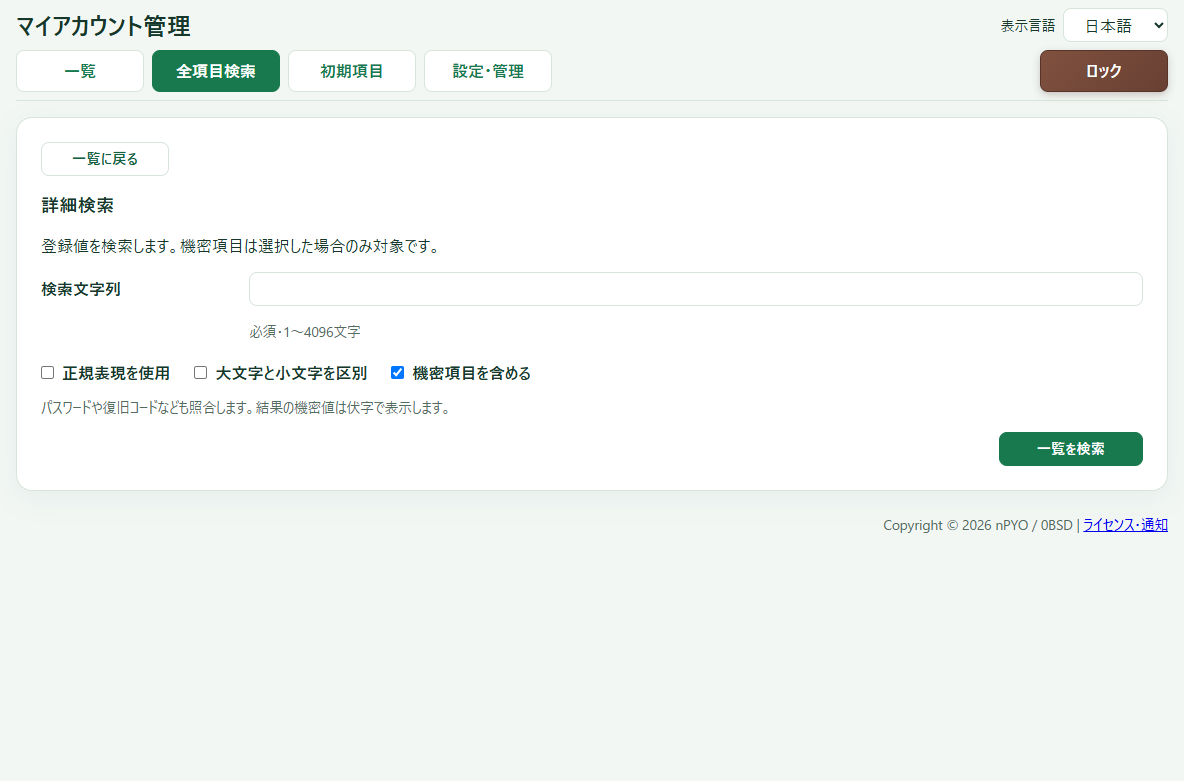 マイアカウント管理
表示言語 日本語
一覧 全項目検索 初期項目 設定・管理 ロック
一覧に戻る
詳細検索
登録値を検索します。機密項目は選択した場合のみ対象です。
検索文字列
必須・1～4096文字
正規表現を使用 大文字と小文字を区別 機密項目を含める
パスワードや復旧コードなども照合します。結果の機密値は伏字で表示します。
一覧を検索
Copyright © 2026 nPYO / 0BSD | ライセンス・通知